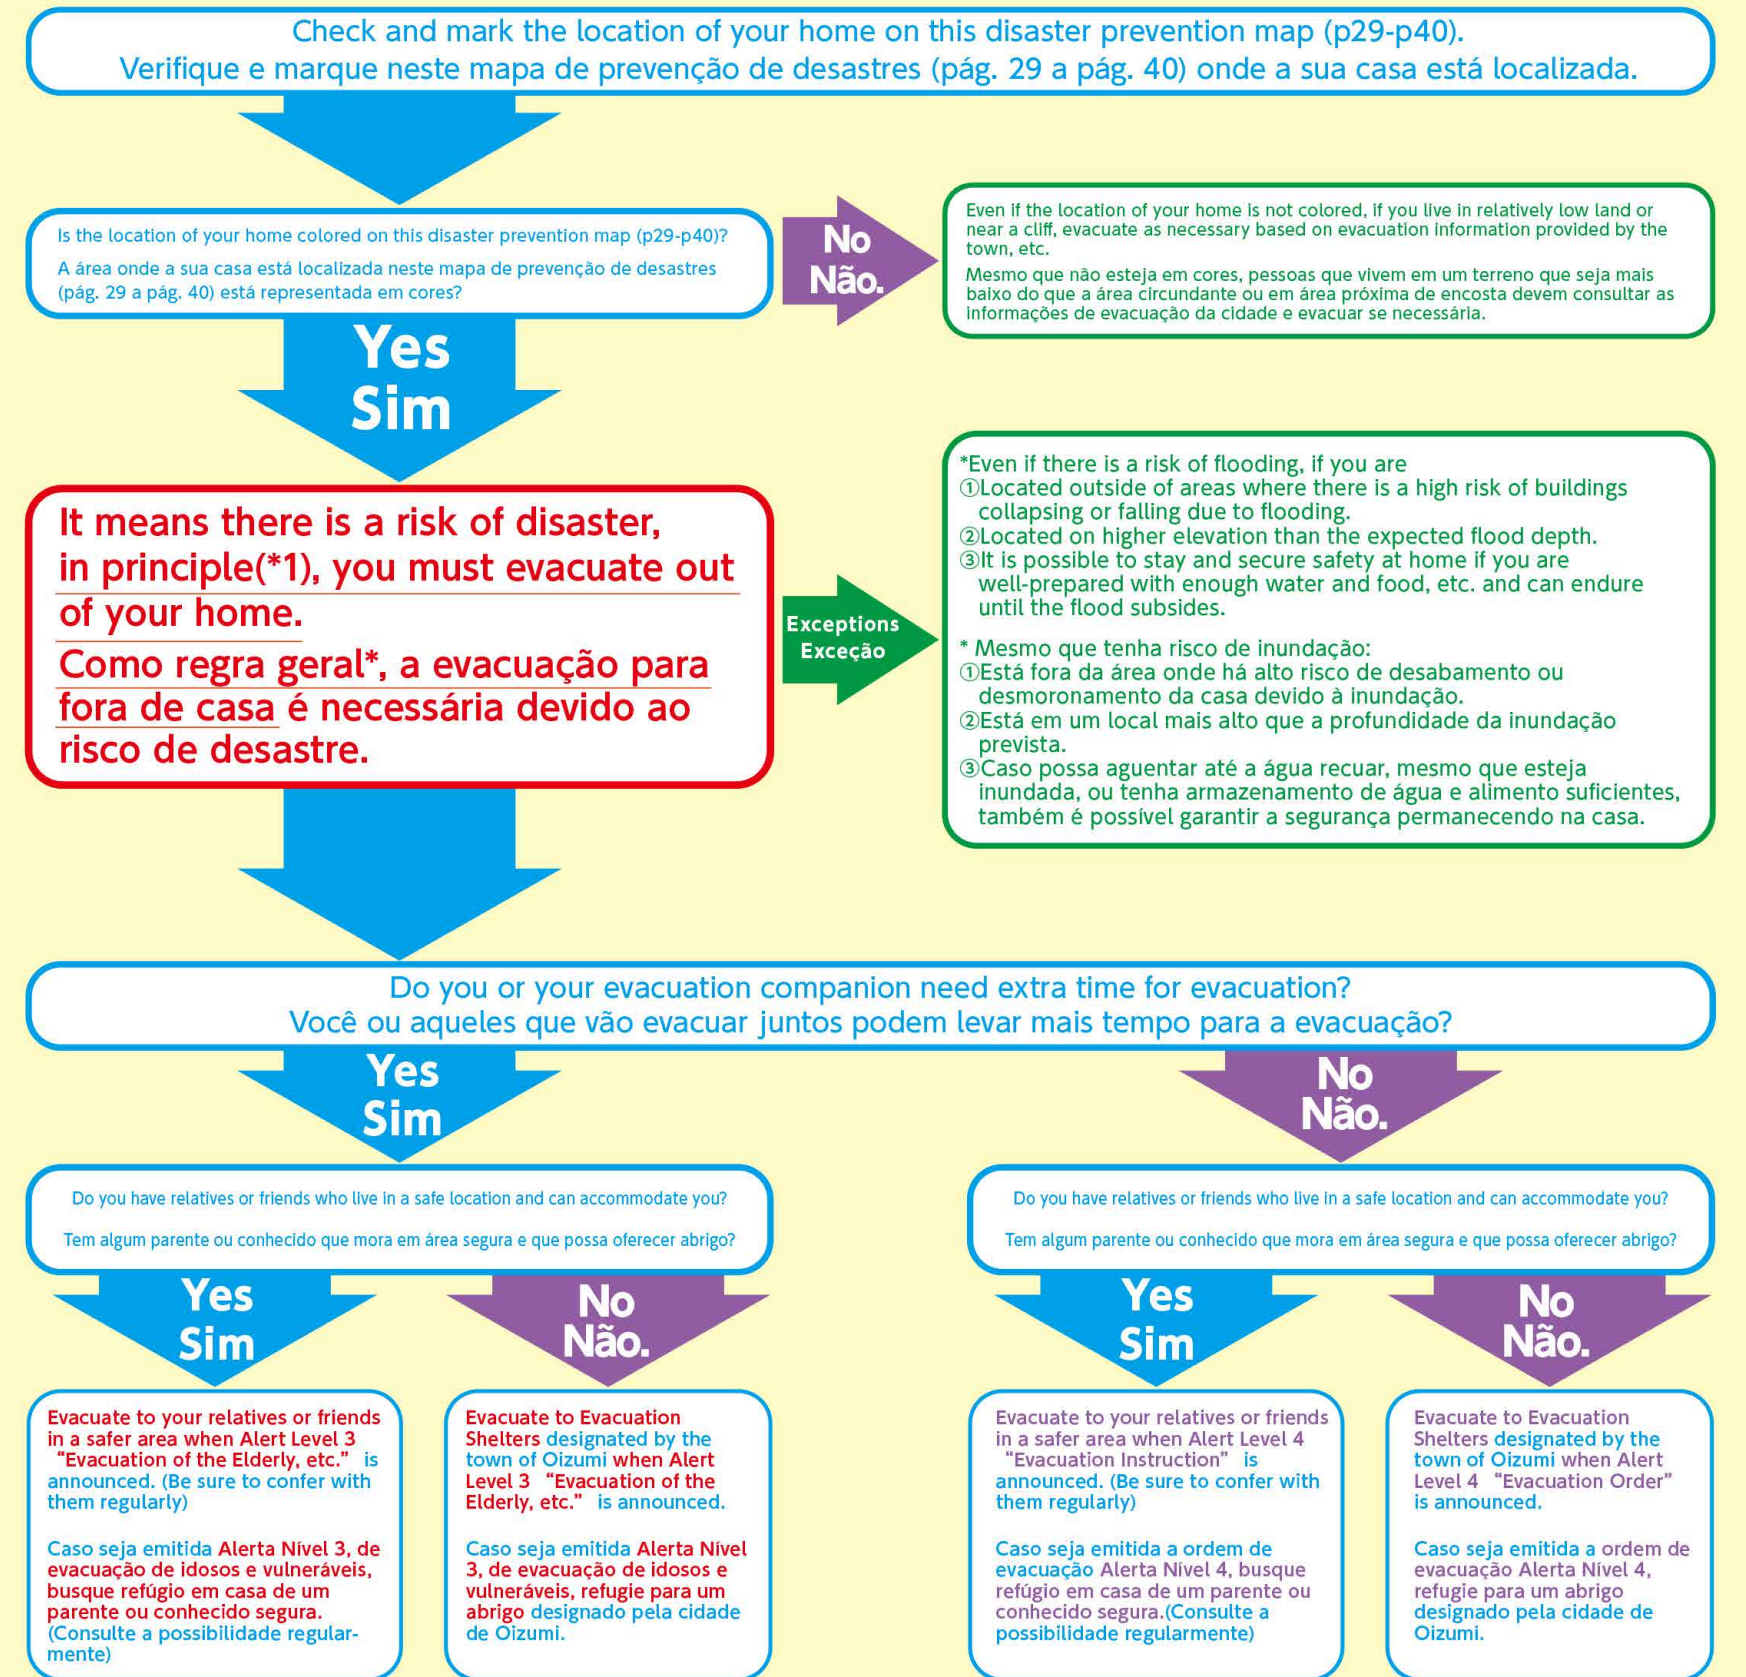 Check and mark the location of your home on this disaster prevention map (p29-p40).
Verifique e marque neste mapa de prevenção de desastres (pág. 29 a pág. 40) onde a sua casa está localizada.
Is the location of your home colored on this disaster prevention map (p29-p40)?
A área onde a sua casa está localizada neste mapa de prevenção de desastres
(pág. 29 a pág. 40) está representada em cores?
No
Não.
Even if the location of your home is not colored, if you live in relatively low land or
near a cliff, evacuate as necessary based on evacuation information provided by the
town, etc.
Mesmo que não esteja em cores, pessoas que vivem em um terreno que seja mais
baixo do que a área circundante ou em área próxima de encosta devem consultar as
informações de evacuação da cidade e evacuar se necessária.
Yes
Sim
It means there is a risk of disaster,
in principle(*1), you must evacuate out
of your home.
Como regra geral*, a evacuação para
fora de casa é necessária devido ao
risco de desastre.
Exceptions
Exceção
*Even if there is a risk of flooding, if you are
①Located outside of areas where there is a high risk of buildings
collapsing or falling due to flooding.
②Located on higher elevation than the expected flood depth.
③It is possible to stay and secure safety at home if you are
well-prepared with enough water and food, etc. and can endure
until the flood subsides.
* Mesmo que tenha risco de inundação:
①Está fora da área onde há alto risco de desabamento ou
desmoronamento da casa devido à inundação.
②Está em um local mais alto que a profundidade da inundação
prevista.
③Caso possa aguentar até a água recuar, mesmo que esteja
inundada, ou tenha armazenamento de água e alimento suficientes,
também é possível garantir a segurança permanecendo na casa.
Do you or your evacuation companion need extra time for evacuation?
Você ou aqueles que vão evacuar juntos podem levar mais tempo para a evacuação?
Yes
Sim
No
Não.
Do you have relatives or friends who live in a safe location and can accommodate you?
Tem algum parente ou conhecido que mora em área segura e que possa oferecer abrigo?
Do you have relatives or friends who live in a safe location and can accommodate you?
Tem algum parente ou conhecido que mora em área segura e que possa oferecer abrigo?
Yes
Sim
No
Não.
Yes
Sim
No
Não.
Evacuate to your relatives or friends
in a safer area when Alert Level 3
“Evacuation of the Elderly, etc.” is
announced. (Be sure to confer with
them regularly)
Caso seja emitida Alerta Nível 3, de
evacuação de idosos e vulneráveis,
busque refúgio em casa de um
parente ou conhecido segura.
(Consulte a possibilidade regular-
mente)
Evacuate to Evacuation
Shelters designated by the
town of Oizumi when Alert
Level 3 “Evacuation of the
Elderly, etc.” is announced.
Caso seja emitida Alerta Nível
3, de evacuação de idosos e
vulneráveis, refugie para um
abrigo designado pela cidade
de Oizumi.
Evacuate to your relatives or friends
in a safer area when Alert Level 4
“Evacuation Instruction” is
announced. (Be sure to confer with
them regularly)
Caso seja emitida a ordem de
evacuação Alerta Nível 4, busque
refúgio em casa de um parente ou
conhecido segura.(Consulte a
possibilidade regularmente)
Evacuate to Evacuation
Shelters designated by the
town of Oizumi when Alert
Level 4 “Evacuation Order”
is announced.
Caso seja emitida a ordem de
evacuação Alerta Nível 4,
refugie para um abrigo
designado pela cidade de
Oizumi.